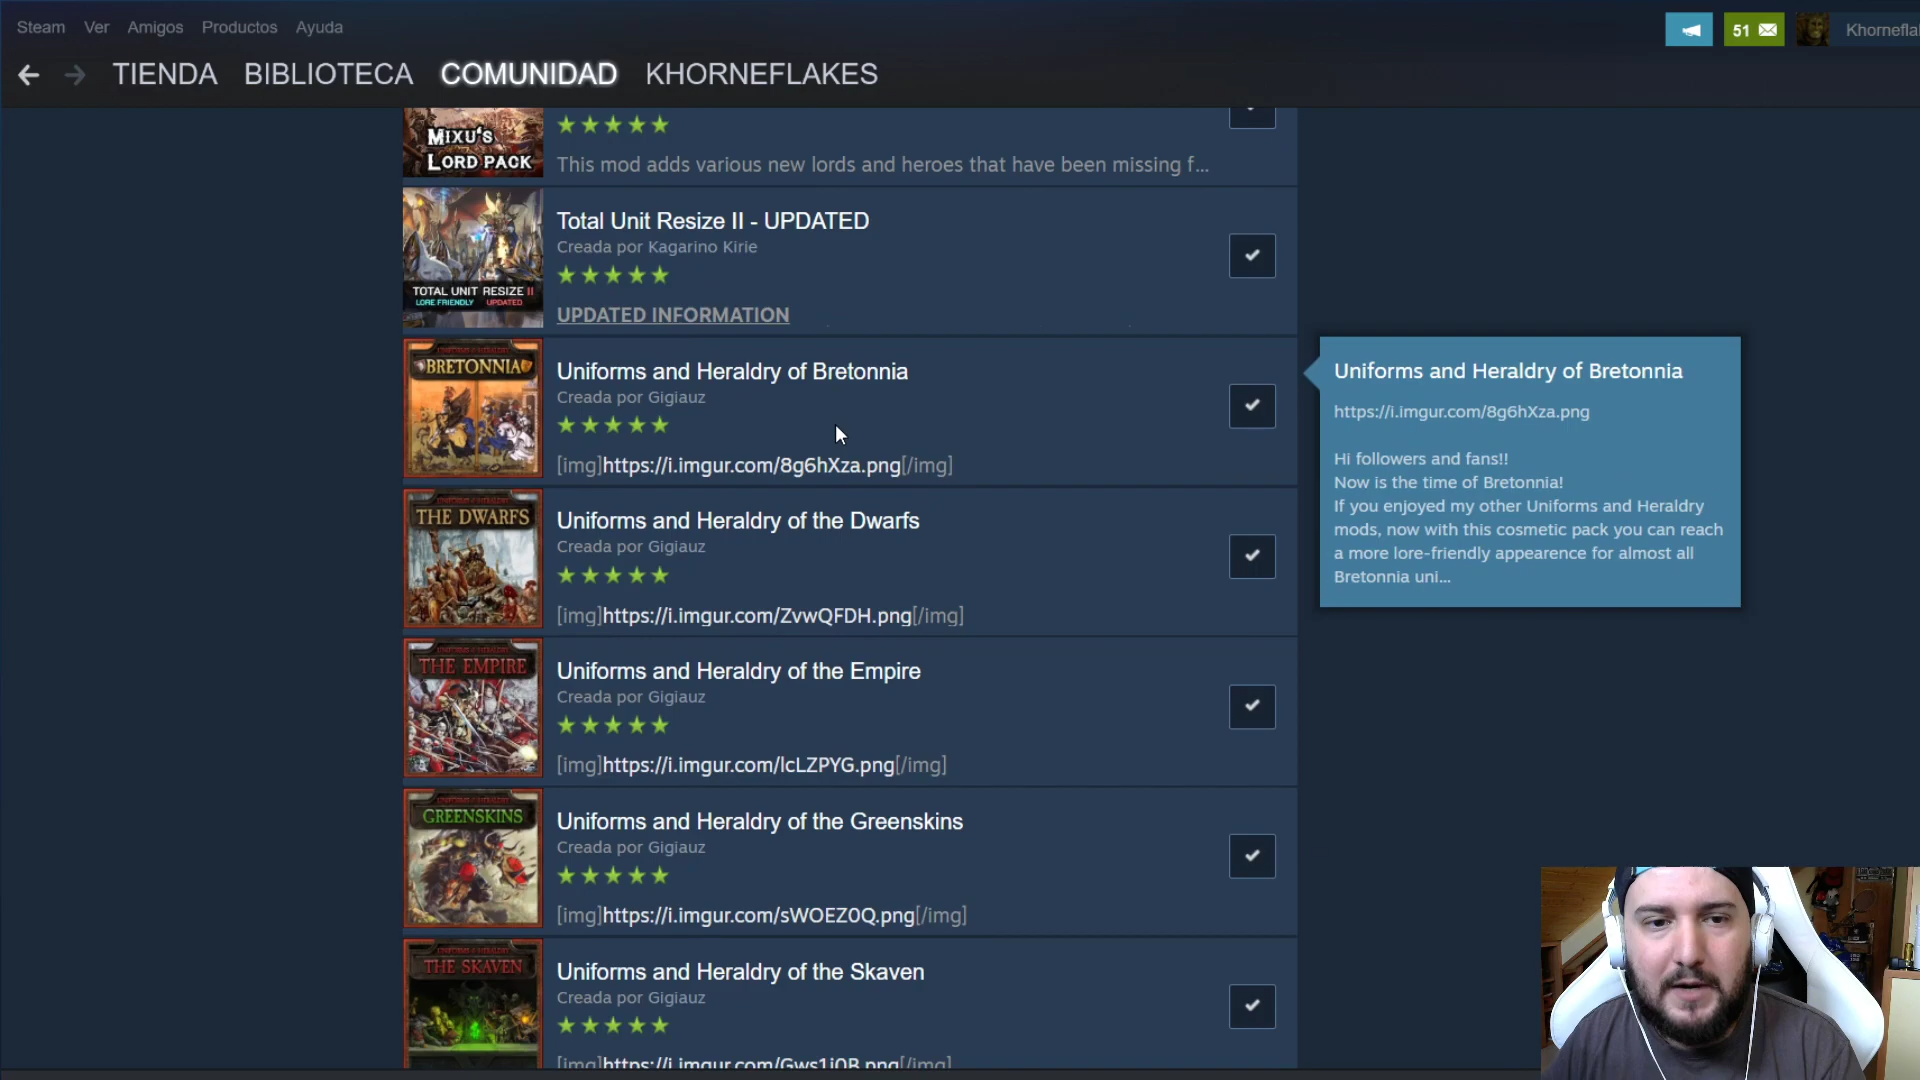 Steam Ver Amigos Productos Ayuda
51
TIENDA BIBLIOTECA COMUNIDAD KHORNEFLAKES
MIXU'S
LORD PACK
This mod adds various new lords and heroes that have been missing f...
TOTAL UNIT RESIZE II
LORE FRIENDLY UPDATED
Total Unit Resize II - UPDATED
Creada por Kagarino Kirie
UPDATED INFORMATION
BRETONNIA
Uniforms and Heraldry of Bretonnia
Creada por Gigiauz
[img]https://i.imgur.com/8g6hXza.png[/img]
Uniforms and Heraldry of Bretonnia
https://i.imgur.com/8g6hXza.png
Hi followers and fans!!
Now is the time of Bretonnia!
If you enjoyed my other Uniforms and Heraldry
mods, now with this cosmetic pack you can reach
a more lore-friendly appearence for almost all
Bretonnia uni...
THE DWARFS
Uniforms and Heraldry of the Dwarfs
Creada por Gigiauz
[img]https://i.imgur.com/ZvwQFDH.png[/img]
THE EMPIRE
Uniforms and Heraldry of the Empire
Creada por Gigiauz
[img]https://i.imgur.com/lcLZPYG.png[/img]
GREENSKINS
Uniforms and Heraldry of the Greenskins
Creada por Gigiauz
[img]https://i.imgur.com/sWOEZ0Q.png[/img]
THE SKAVEN
Uniforms and Heraldry of the Skaven
Creada por Gigiauz